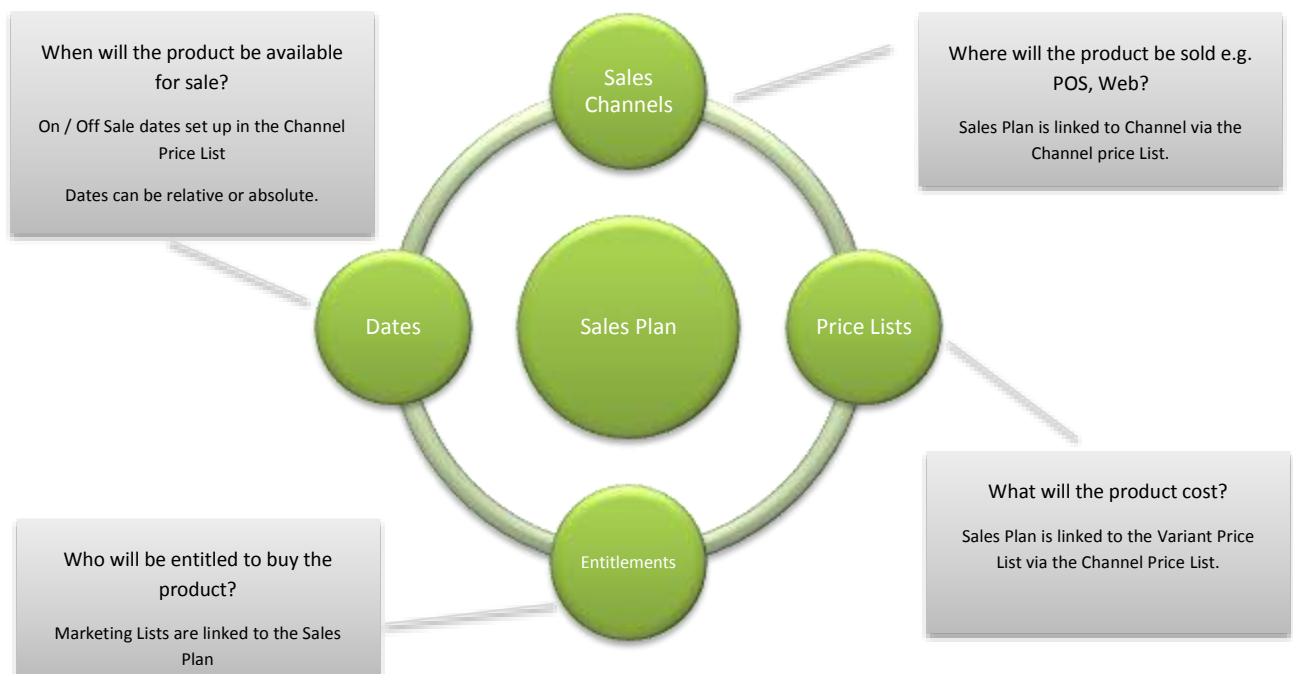 When will the product be available
for sale?
On / Off Sale dates set up in the Channel
Price List
Dates can be relative or absolute.
Sales
Channels
Where will the product be sold e.g.
POS, Web?
Sales Plan is linked to Channel via the
Channel price List.
Dates
Sales Plan
Price Lists
Who will be entitled to buy the
product?
Marketing Lists are linked to the Sales
Plan
Entitlements
What will the product cost?
Sales Plan is linked to the Variant Price
List via the Channel Price List.